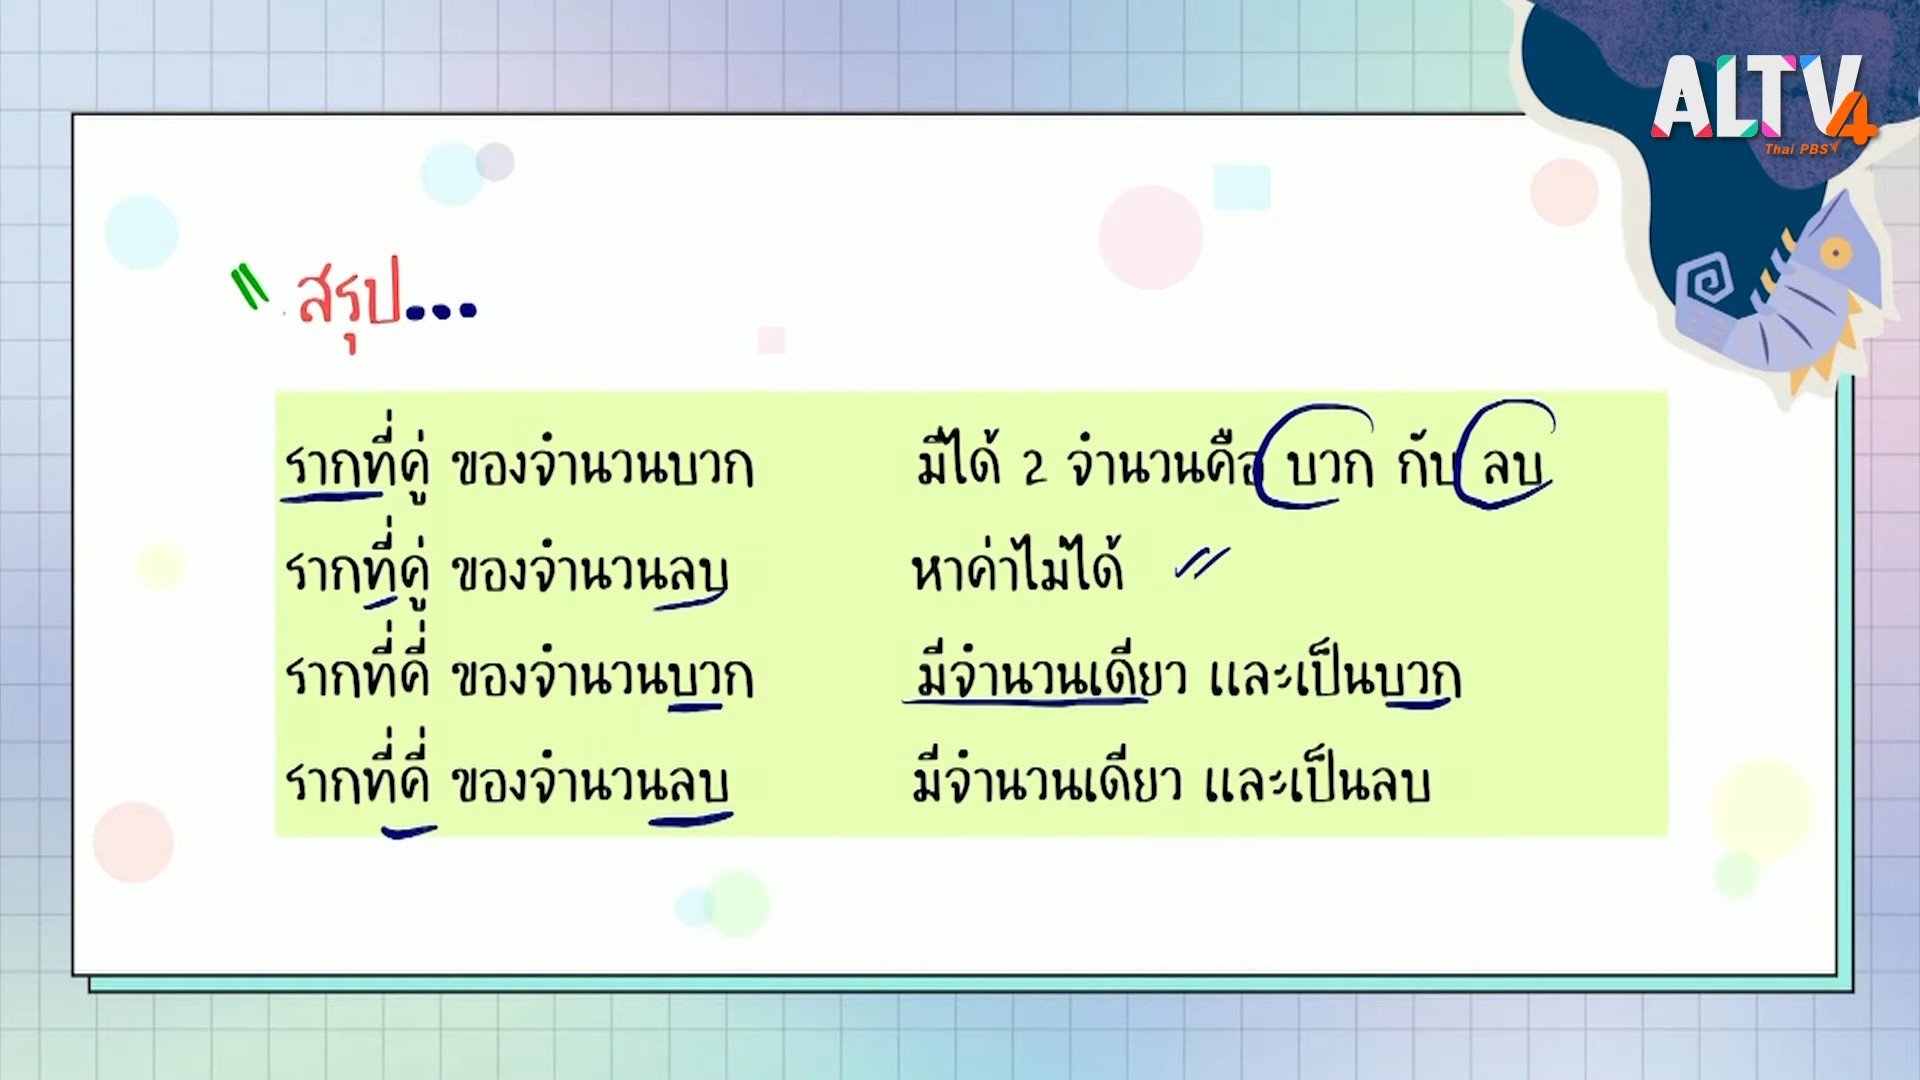 ALTV4
Thai PBS
สรุป...
รากที่คู่ ของจำนวนบวก มีได้ 2 จำนวนคือ บวก กับ ลบ
รากที่คู่ ของจำนวนลบ หาค่าไม่ได้
รากที่คี่ ของจำนวนบวก มีจำนวนเดียว และเป็นบวก
รากที่คี่ ของจำนวนลบ มีจำนวนเดียว และเป็นลบ